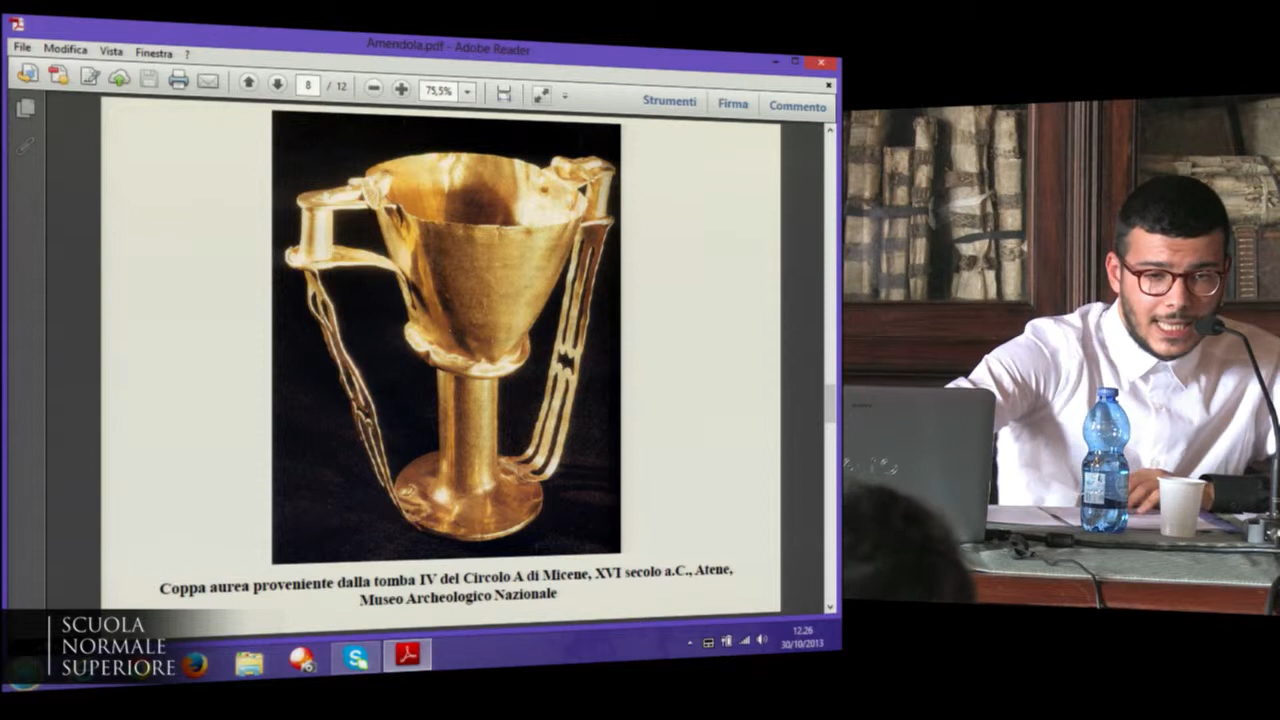 Amendola.pdf - Adobe Reader
File Modifica Vista Finestra ?
8 / 12 75,5%
Strumenti Firma Commento
Coppa aurea proveniente dalla tomba IV del Circolo A di Micene, XVI secolo a.C., Atene,
Museo Archeologico Nazionale
SCUOLA
NORMALE
SUPERIORE
12.26
30/10/2013
SONY